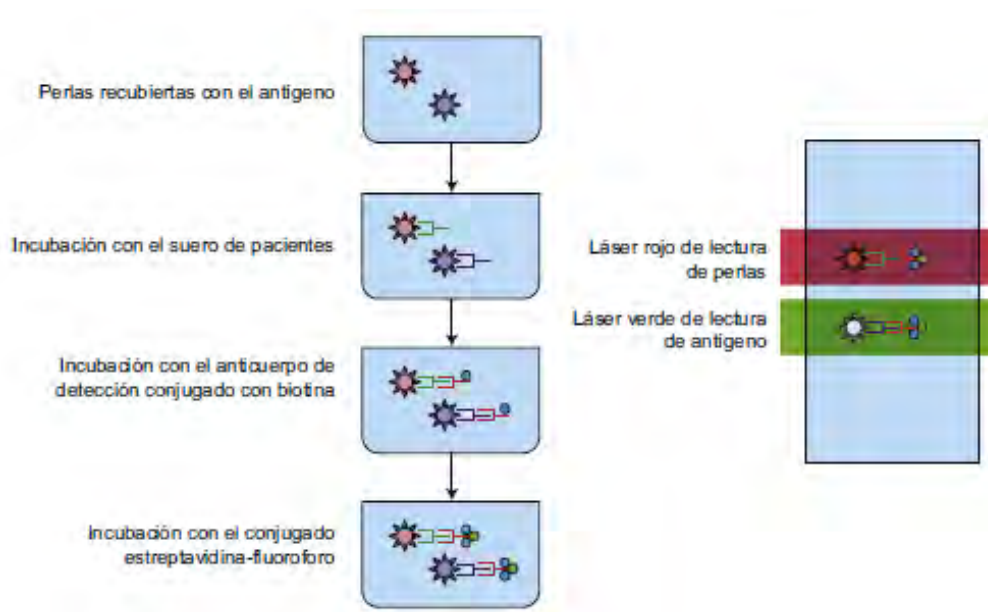 Perlas recubiertas con el antígeno
Incubación con el suero de pacientes
Incubación con el anticuerpo de
detección conjugado con biotina
Incubación con el conjugado
estreptavidina-fluoroforo
Láser rojo de lectura
de perlas
Láser verde de lectura
de antígeno